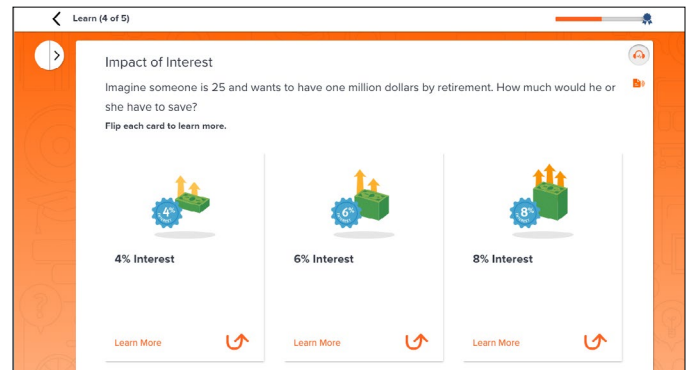 Learn (4 of 5)
Impact of Interest
Imagine someone is 25 and wants to have one million dollars by retirement. How much would he or
she have to save?
Flip each card to learn more.
4%
6%
8%
4% Interest
6% Interest
8% Interest
Learn More
Learn More
Learn More